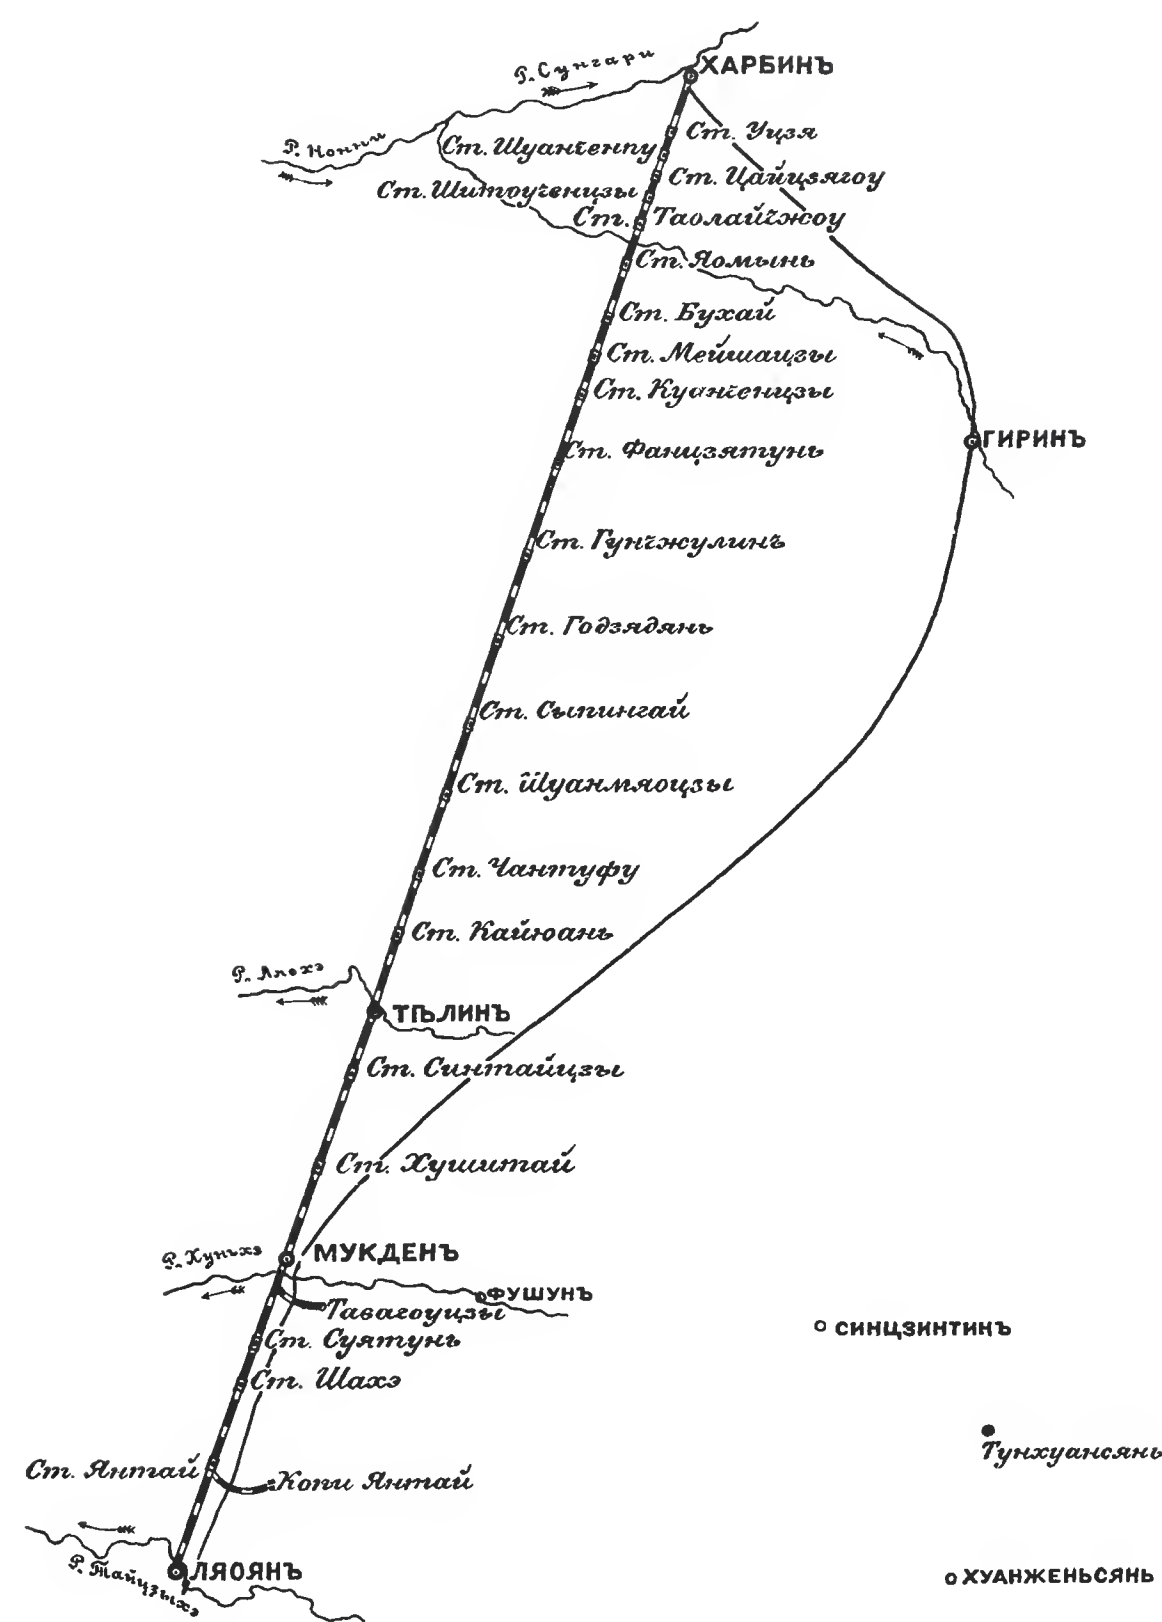 ХАРБИНЪ
Р. Сунгари
Р. Нонни
Ст. Уцзя
Ст. Шуанченпу
Ст. Цайцзягоу
Ст. Шитоученцзы
Ст. Таолайчжоу
Ст. Яомынь
Ст. Бухай
Ст. Мейшацзы
Ст. Куанченцзы
ГИРИНЪ
Ст. Фанцзятунь
Ст. Гунчжулинъ
Ст. Годзядянь
Ст. Сыпингай
Ст. Шуанмяоцзы
Ст. Чантуфу
Ст. Кайюань
Р. Ляохэ
ТѢЛИНЪ
Ст. Синтайцзы
Ст. Хушитай
Р. Хуньхэ
МУКДЕНЪ
ФУШУНЪ
Тавагоуцзы
СИНЦЗИНТИНЪ
Ст. Суятунь
Ст. Шахэ
Тунхуансянь
Ст. Янтай
Копи Янтай
Р. Тайцзыхэ
ЛЯОЯНЪ
ХУАНЖЕНЬСЯНЬ